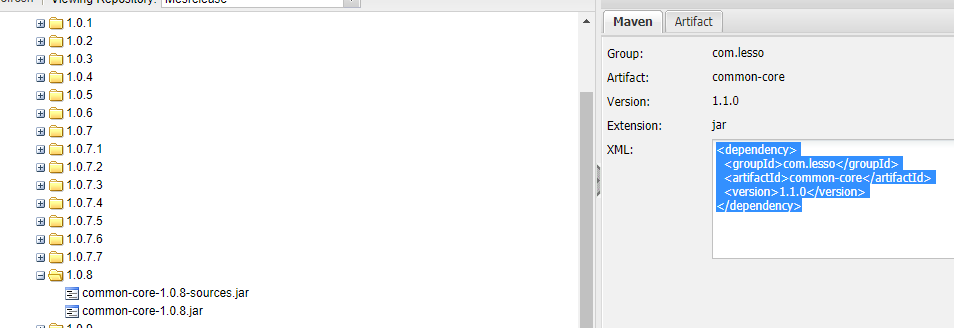 Viewing Repository: Mesrelease
1.0.1
1.0.2
1.0.3
1.0.4
1.0.5
1.0.6
1.0.7
1.0.7.1
1.0.7.2
1.0.7.3
1.0.7.4
1.0.7.5
1.0.7.6
1.0.7.7
1.0.8
common-core-1.0.8-sources.jar
common-core-1.0.8.jar
1.0.9
Maven
Artifact
Group: com.lesso
Artifact: common-core
Version: 1.1.0
Extension: jar
XML:
<dependency>
<groupId>com.lesso</groupId>
<artifactId>common-core</artifactId>
<version>1.1.0</version>
</dependency>